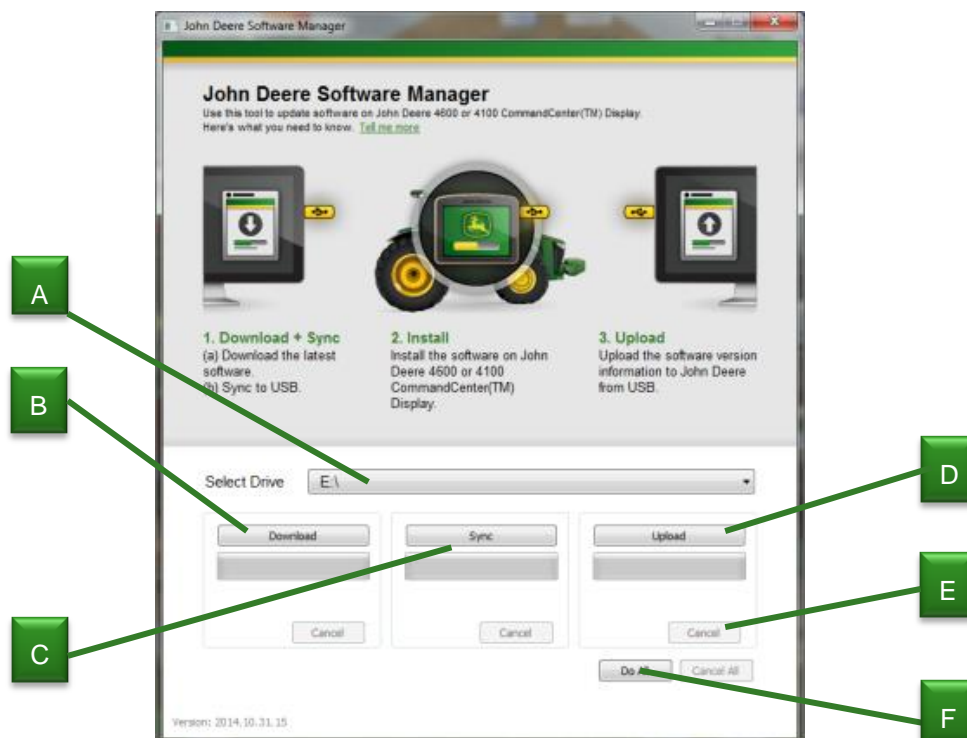 John Deere Software Manager
John Deere Software Manager
Use this tool to update software on John Deere 4600 or 4100 CommandCenter(TM) Display.
Here's what you need to know. Tell me more
A
1. Download + Sync
(a) Download the latest
software.
(b) Sync to USB.
2. Install
Install the software on John
Deere 4600 or 4100
CommandCenter(TM)
Display.
3. Upload
Upload the software version
information to John Deere
from USB.
B
Select Drive E:\
D
Download Sync Upload
E
Cancel Cancel Cancel
C
Do All Cancel All
F
Version: 2014.10.31.15